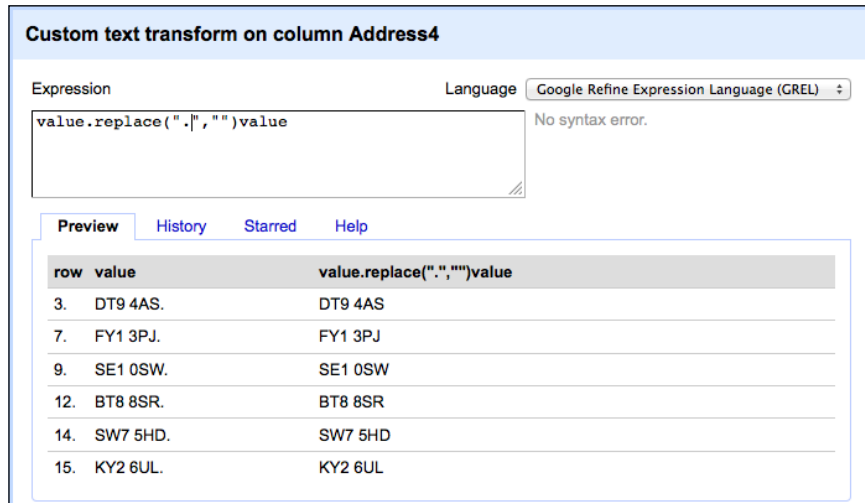 Custom text transform on column Address4
Expression Language Google Refine Expression Language (GREL)
value.replace(".","")value No syntax error.
Preview History Starred Help
row value value.replace(".","")value
3. DT9 4AS. DT9 4AS
7. FY1 3PJ. FY1 3PJ
9. SE1 0SW. SE1 0SW
12. BT8 8SR. BT8 8SR
14. SW7 5HD. SW7 5HD
15. KY2 6UL. KY2 6UL